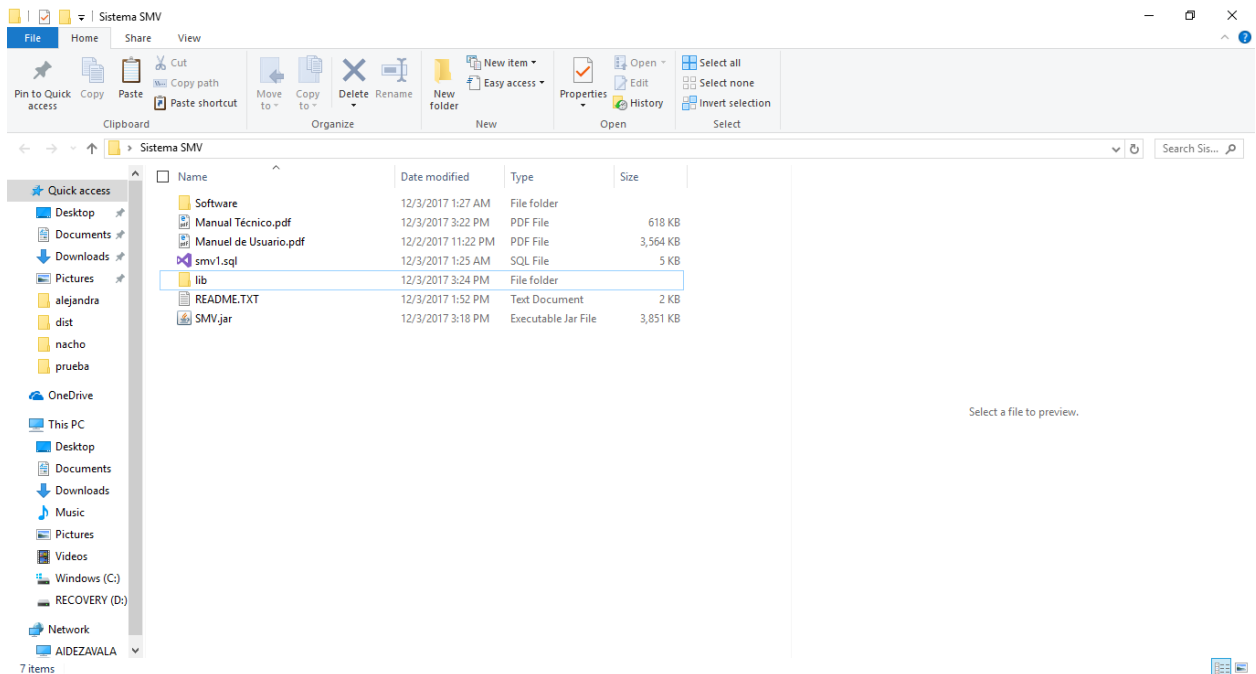 Sistema SMV
File Home Share View
Pin to Quick access
Copy
Paste
Cut
Copy path
Paste shortcut
Clipboard
Move to
Copy to
Delete
Rename
Organize
New folder
New item
Easy access
New
Properties
Open
Edit
History
Open
Select all
Select none
Invert selection
Select
Sistema SMV
Search Sis...
Name Date modified Type Size
Software 12/3/2017 1:27 AM File folder
Manual Técnico.pdf 12/3/2017 3:22 PM PDF File 618 KB
Manuel de Usuario.pdf 12/2/2017 11:22 PM PDF File 3,564 KB
smv1.sql 12/3/2017 1:25 AM SQL File 5 KB
lib 12/3/2017 3:24 PM File folder
README.TXT 12/3/2017 1:52 PM Text Document 2 KB
SMV.jar 12/3/2017 3:18 PM Executable Jar File 3,851 KB
Quick access
Desktop
Documents
Downloads
Pictures
alejandra
dist
nacho
prueba
OneDrive
This PC
Desktop
Documents
Downloads
Music
Pictures
Videos
Windows (C:)
RECOVERY (D:)
Network
AIDEZAVALA
Select a file to preview.
7 items